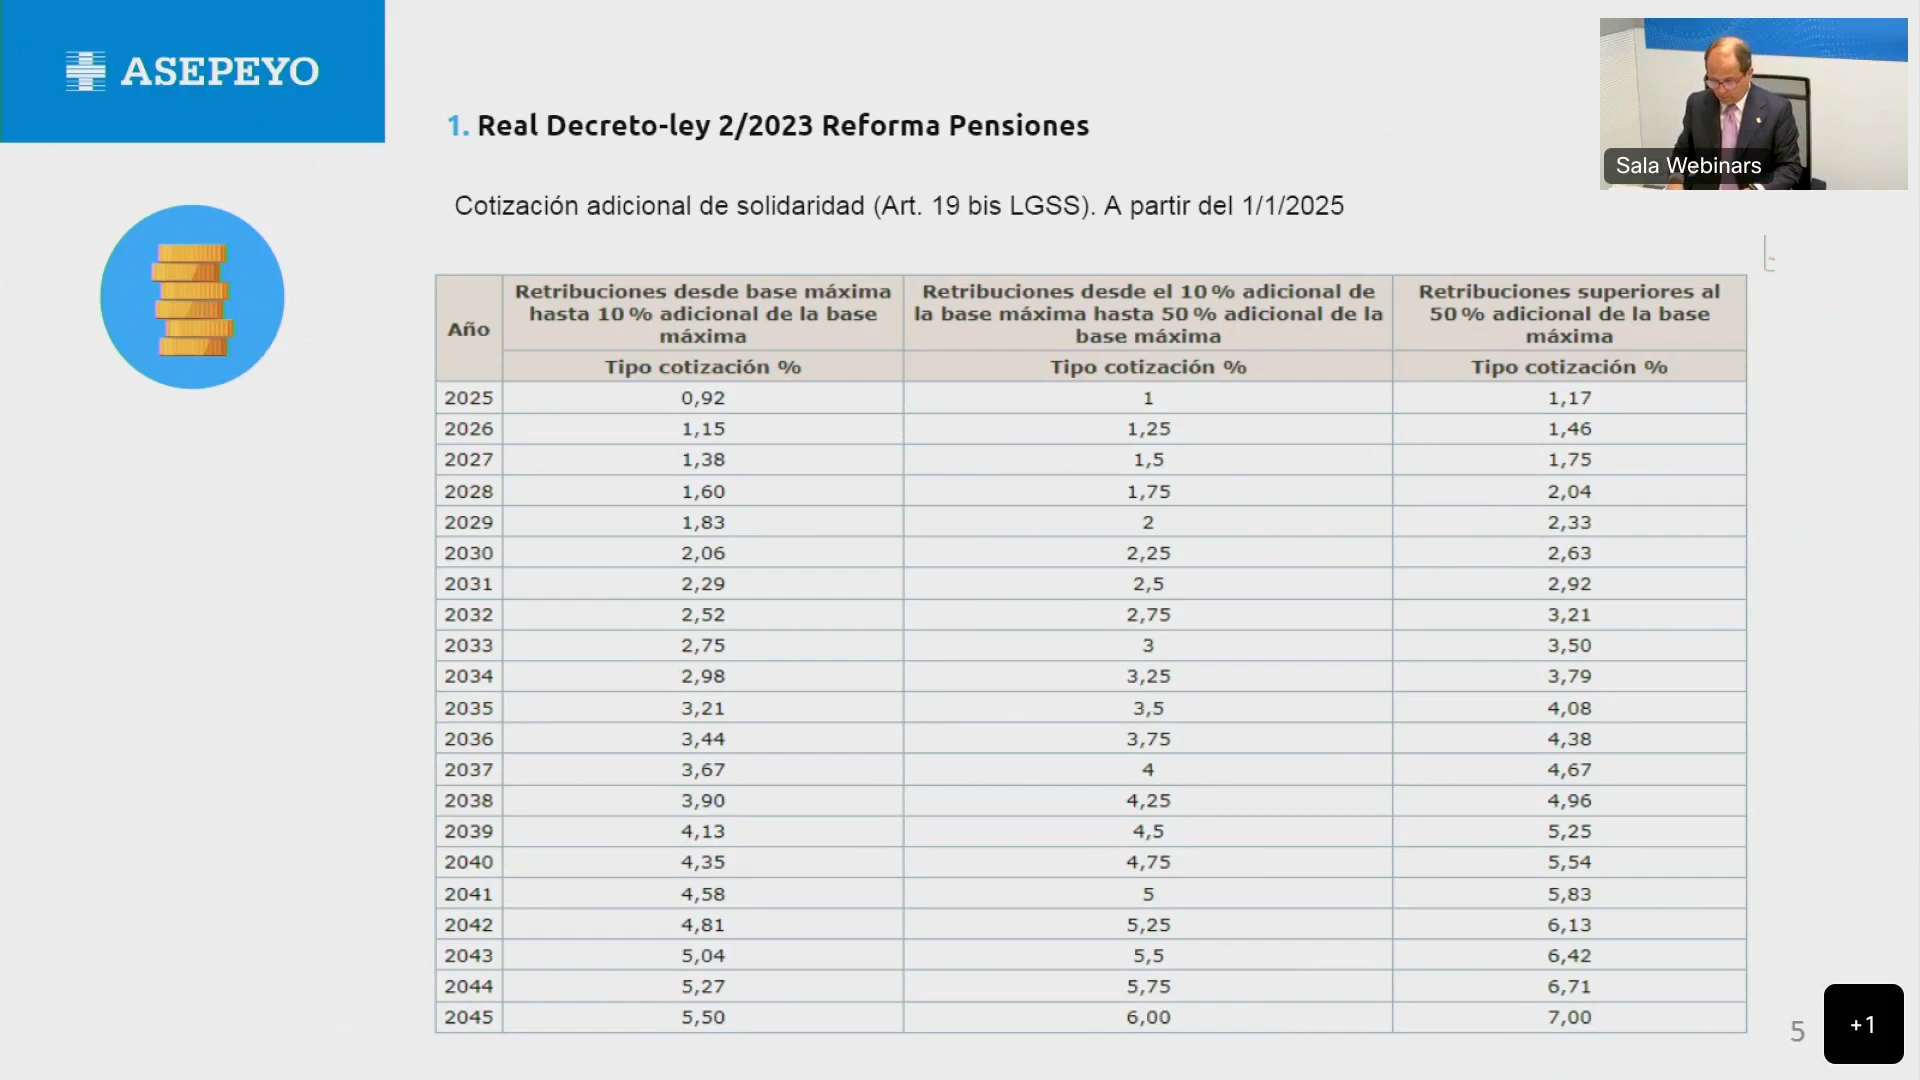 ASEPEYO
1. Real Decreto-ley 2/2023 Reforma Pensiones
Sala Webinars
Cotización adicional de solidaridad (Art. 19 bis LGSS). A partir del 1/1/2025
Año
Retribuciones desde base máxima
hasta 10 % adicional de la base
máxima
Retribuciones desde el 10 % adicional de
la base máxima hasta 50 % adicional de la
base máxima
Retribuciones superiores al
50 % adicional de la base
máxima
Tipo cotización % Tipo cotización % Tipo cotización %
2025 0,92 1 1,17
2026 1,15 1,25 1,46
2027 1,38 1,5 1,75
2028 1,60 1,75 2,04
2029 1,83 2 2,33
2030 2,06 2,25 2,63
2031 2,29 2,5 2,92
2032 2,52 2,75 3,21
2033 2,75 3 3,50
2034 2,98 3,25 3,79
2035 3,21 3,5 4,08
2036 3,44 3,75 4,38
2037 3,67 4 4,67
2038 3,90 4,25 4,96
2039 4,13 4,5 5,25
2040 4,35 4,75 5,54
2041 4,58 5 5,83
2042 4,81 5,25 6,13
2043 5,04 5,5 6,42
2044 5,27 5,75 6,71
2045 5,50 6,00 7,00
5
+1